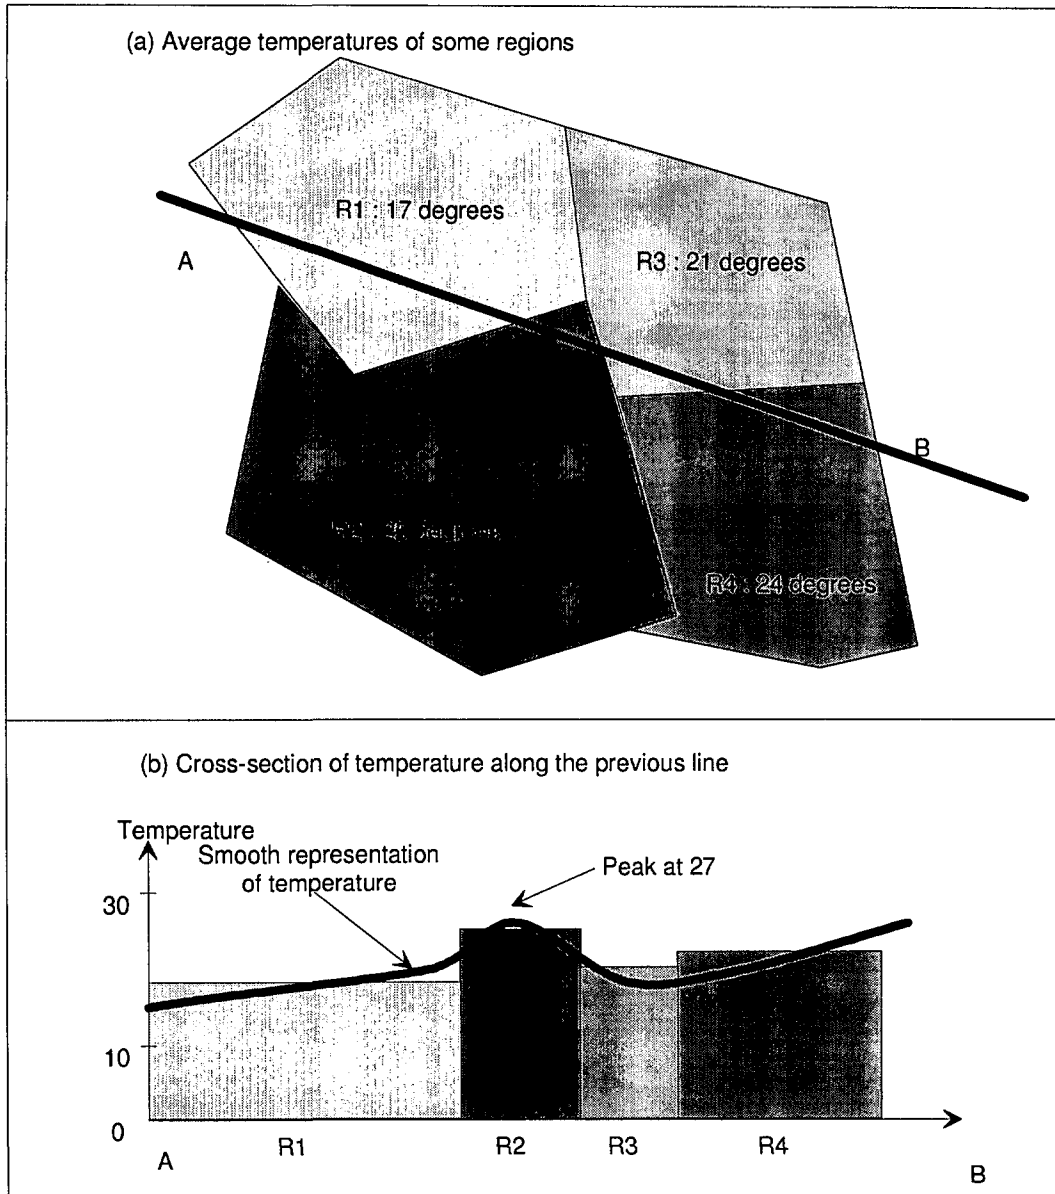 (a) Average temperatures of some regions
R1 : 17 degrees
A
R3 : 21 degrees
B
R4 : 24 degrees
(b) Cross-section of temperature along the previous line
Temperature
Smooth representation
of temperature
Peak at 27
30
10
0
R1
R2
R3
R4
A
B